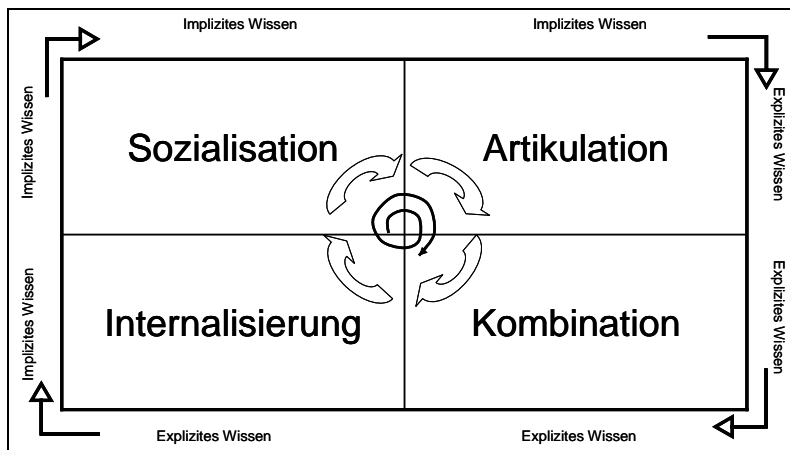 Implizites Wissen
Implizites Wissen
Implizites Wissen
Explizites Wissen
Sozialisation
Artikulation
Implizites Wissen
Explizites Wissen
Internalisierung
Kombination
Explizites Wissen
Explizites Wissen